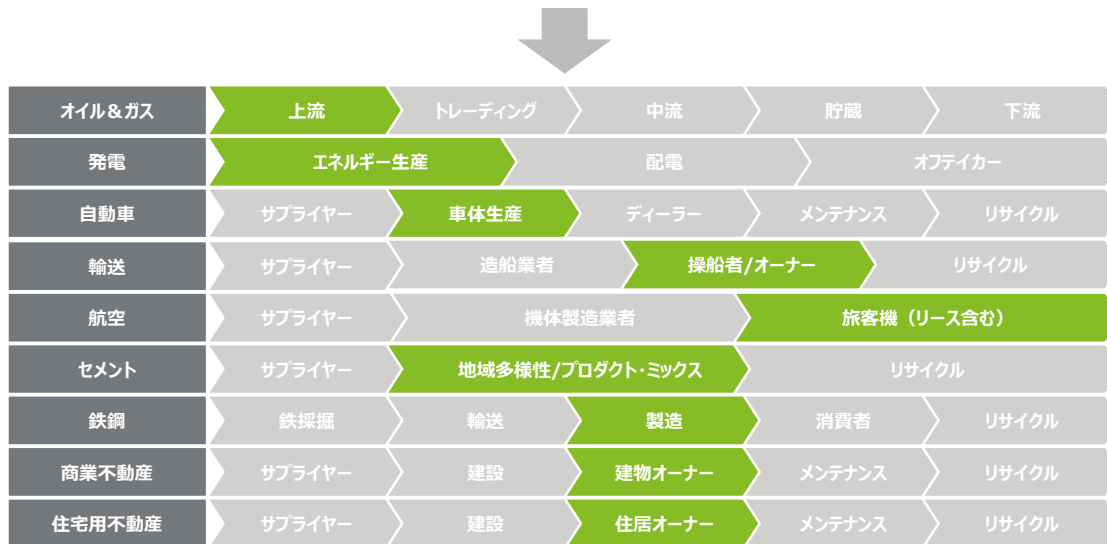 オイル&ガス 上流 トレーディング 中流 貯蔵 下流
発電 エネルギー生産 配電 オフテイカー
自動車 サプライヤー 車体生産 ディーラー メンテナンス リサイクル
輸送 サプライヤー 造船業者 操船者/オーナー リサイクル
航空 サプライヤー 機体製造業者 旅客機（リース含む）
セメント サプライヤー 地域多様性/プロダクト・ミックス リサイクル
鉄鋼 鉄採掘 輸送 製造 消費者 リサイクル
商業不動産 サプライヤー 建設 建物オーナー メンテナンス リサイクル
住宅用不動産 サプライヤー 建設 住居オーナー メンテナンス リサイクル